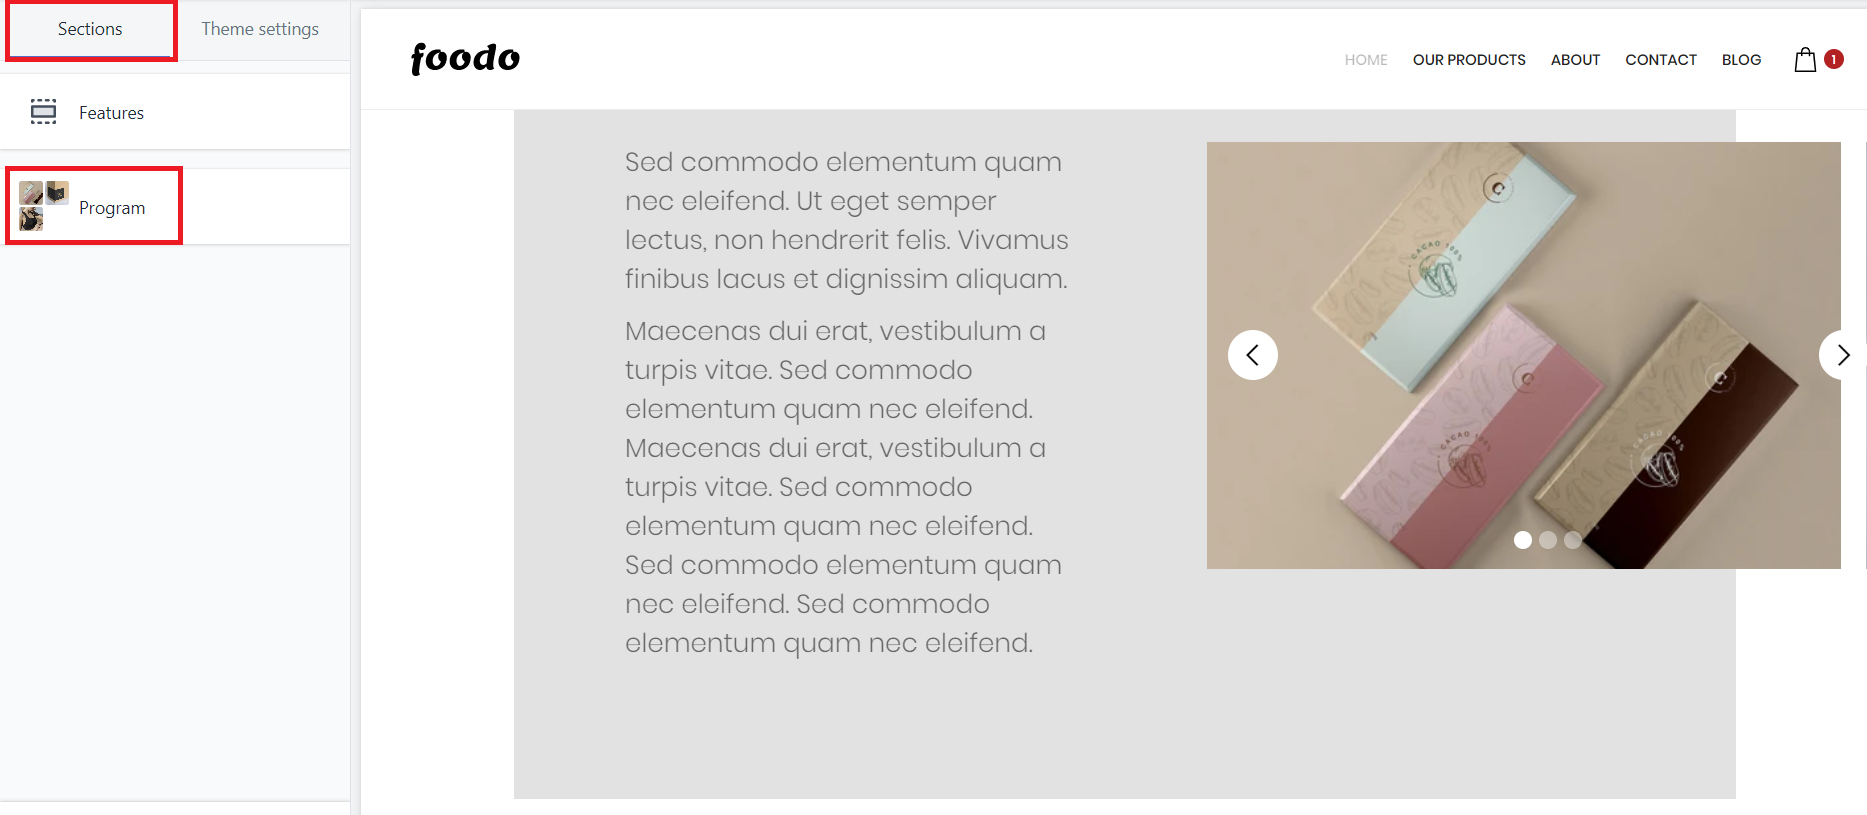 Sections
Theme settings
Features
Program
foodo
HOME
OUR PRODUCTS
ABOUT
CONTACT
BLOG
1
Sed commodo elementum quam
nec eleifend. Ut eget semper
lectus, non hendrerit felis. Vivamus
finibus lacus et dignissim aliquam.
Maecenas dui erat, vestibulum a
turpis vitae. Sed commodo
elementum quam nec eleifend.
Maecenas dui erat, vestibulum a
turpis vitae. Sed commodo
elementum quam nec eleifend.
Sed commodo elementum quam
nec eleifend. Sed commodo
elementum quam nec eleifend.
C
CACAO 100%
C
CACAO 100%
C
CACAO 100%